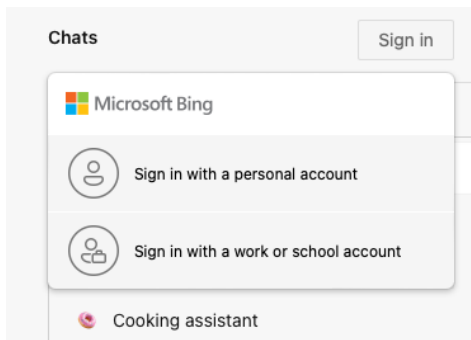 Chats
Sign in
Microsoft Bing
Sign in with a personal account
Sign in with a work or school account
Cooking assistant